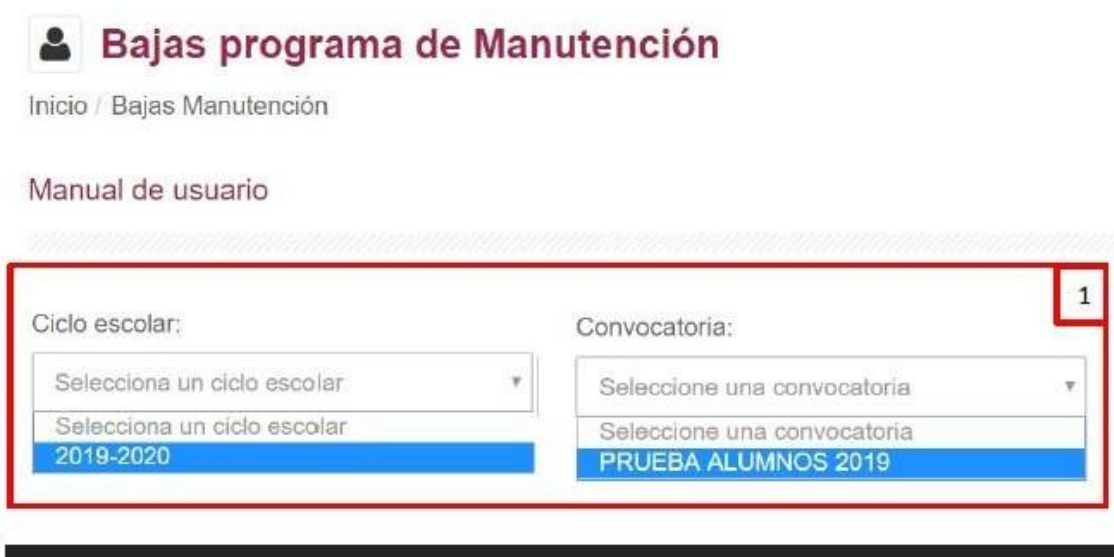 Bajas programa de Manutención
Inicio / Bajas Manutención
Manual de usuario
1
Ciclo escolar:
Convocatoria:
Selecciona un ciclo escolar
Seleccione una convocatoria
Selecciona un ciclo escolar
Seleccione una convocatoria
2019-2020
PRUEBA ALUMNOS 2019